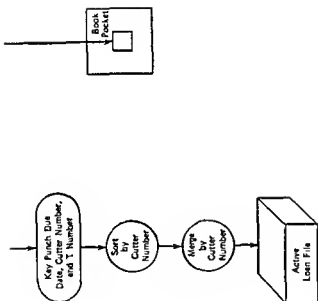 Book
Pocket
Key Punch Due
Date, Cutter Number,
and T Number
Sort
by
Cutter
Number
Merge
by
Cutter
Number
Active
Loan File